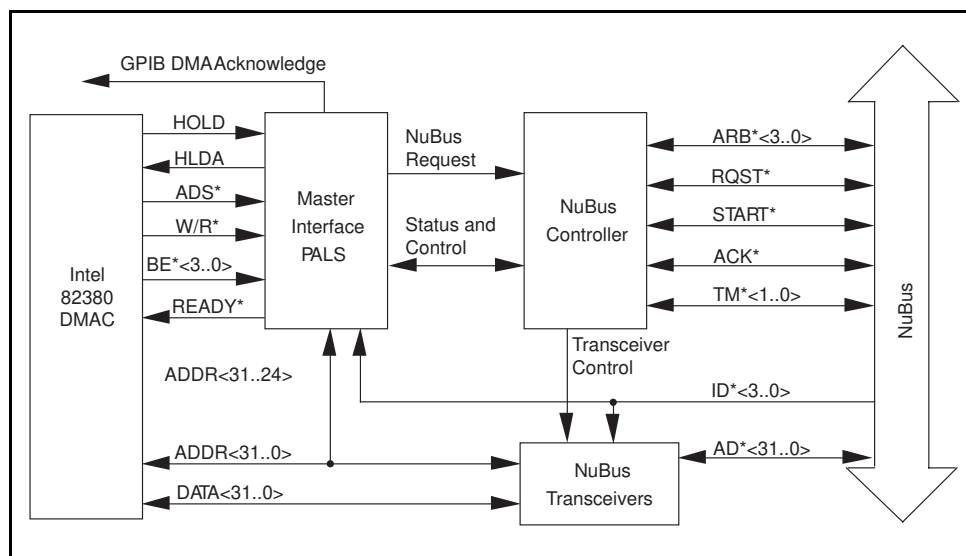 GPIB DMAAcknowledge
HOLD
HLDA
ADS*
W/R*
BE*<3..0>
READY*
Intel
82380
DMAC
Master
Interface
PALS
NuBus
Request
Status and
Control
NuBus
Controller
ARB*<3..0>
RQST*
START*
ACK*
TM*<1..0>
NuBus
Transceiver
Control
ADDR<31..24>
ID*<3..0>
ADDR<31..0>
DATA<31..0>
NuBus
Transceivers
AD*<31..0>